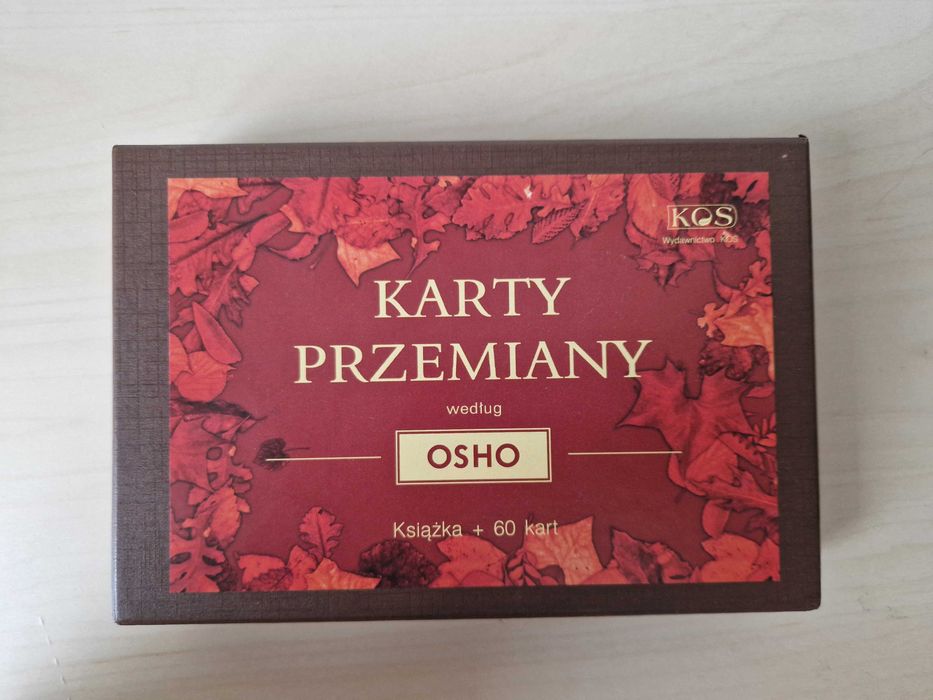 KOS
Wydawnictwo KOS
KARTY
PRZEMIANY
według
OSHO
Książka + 60 kart